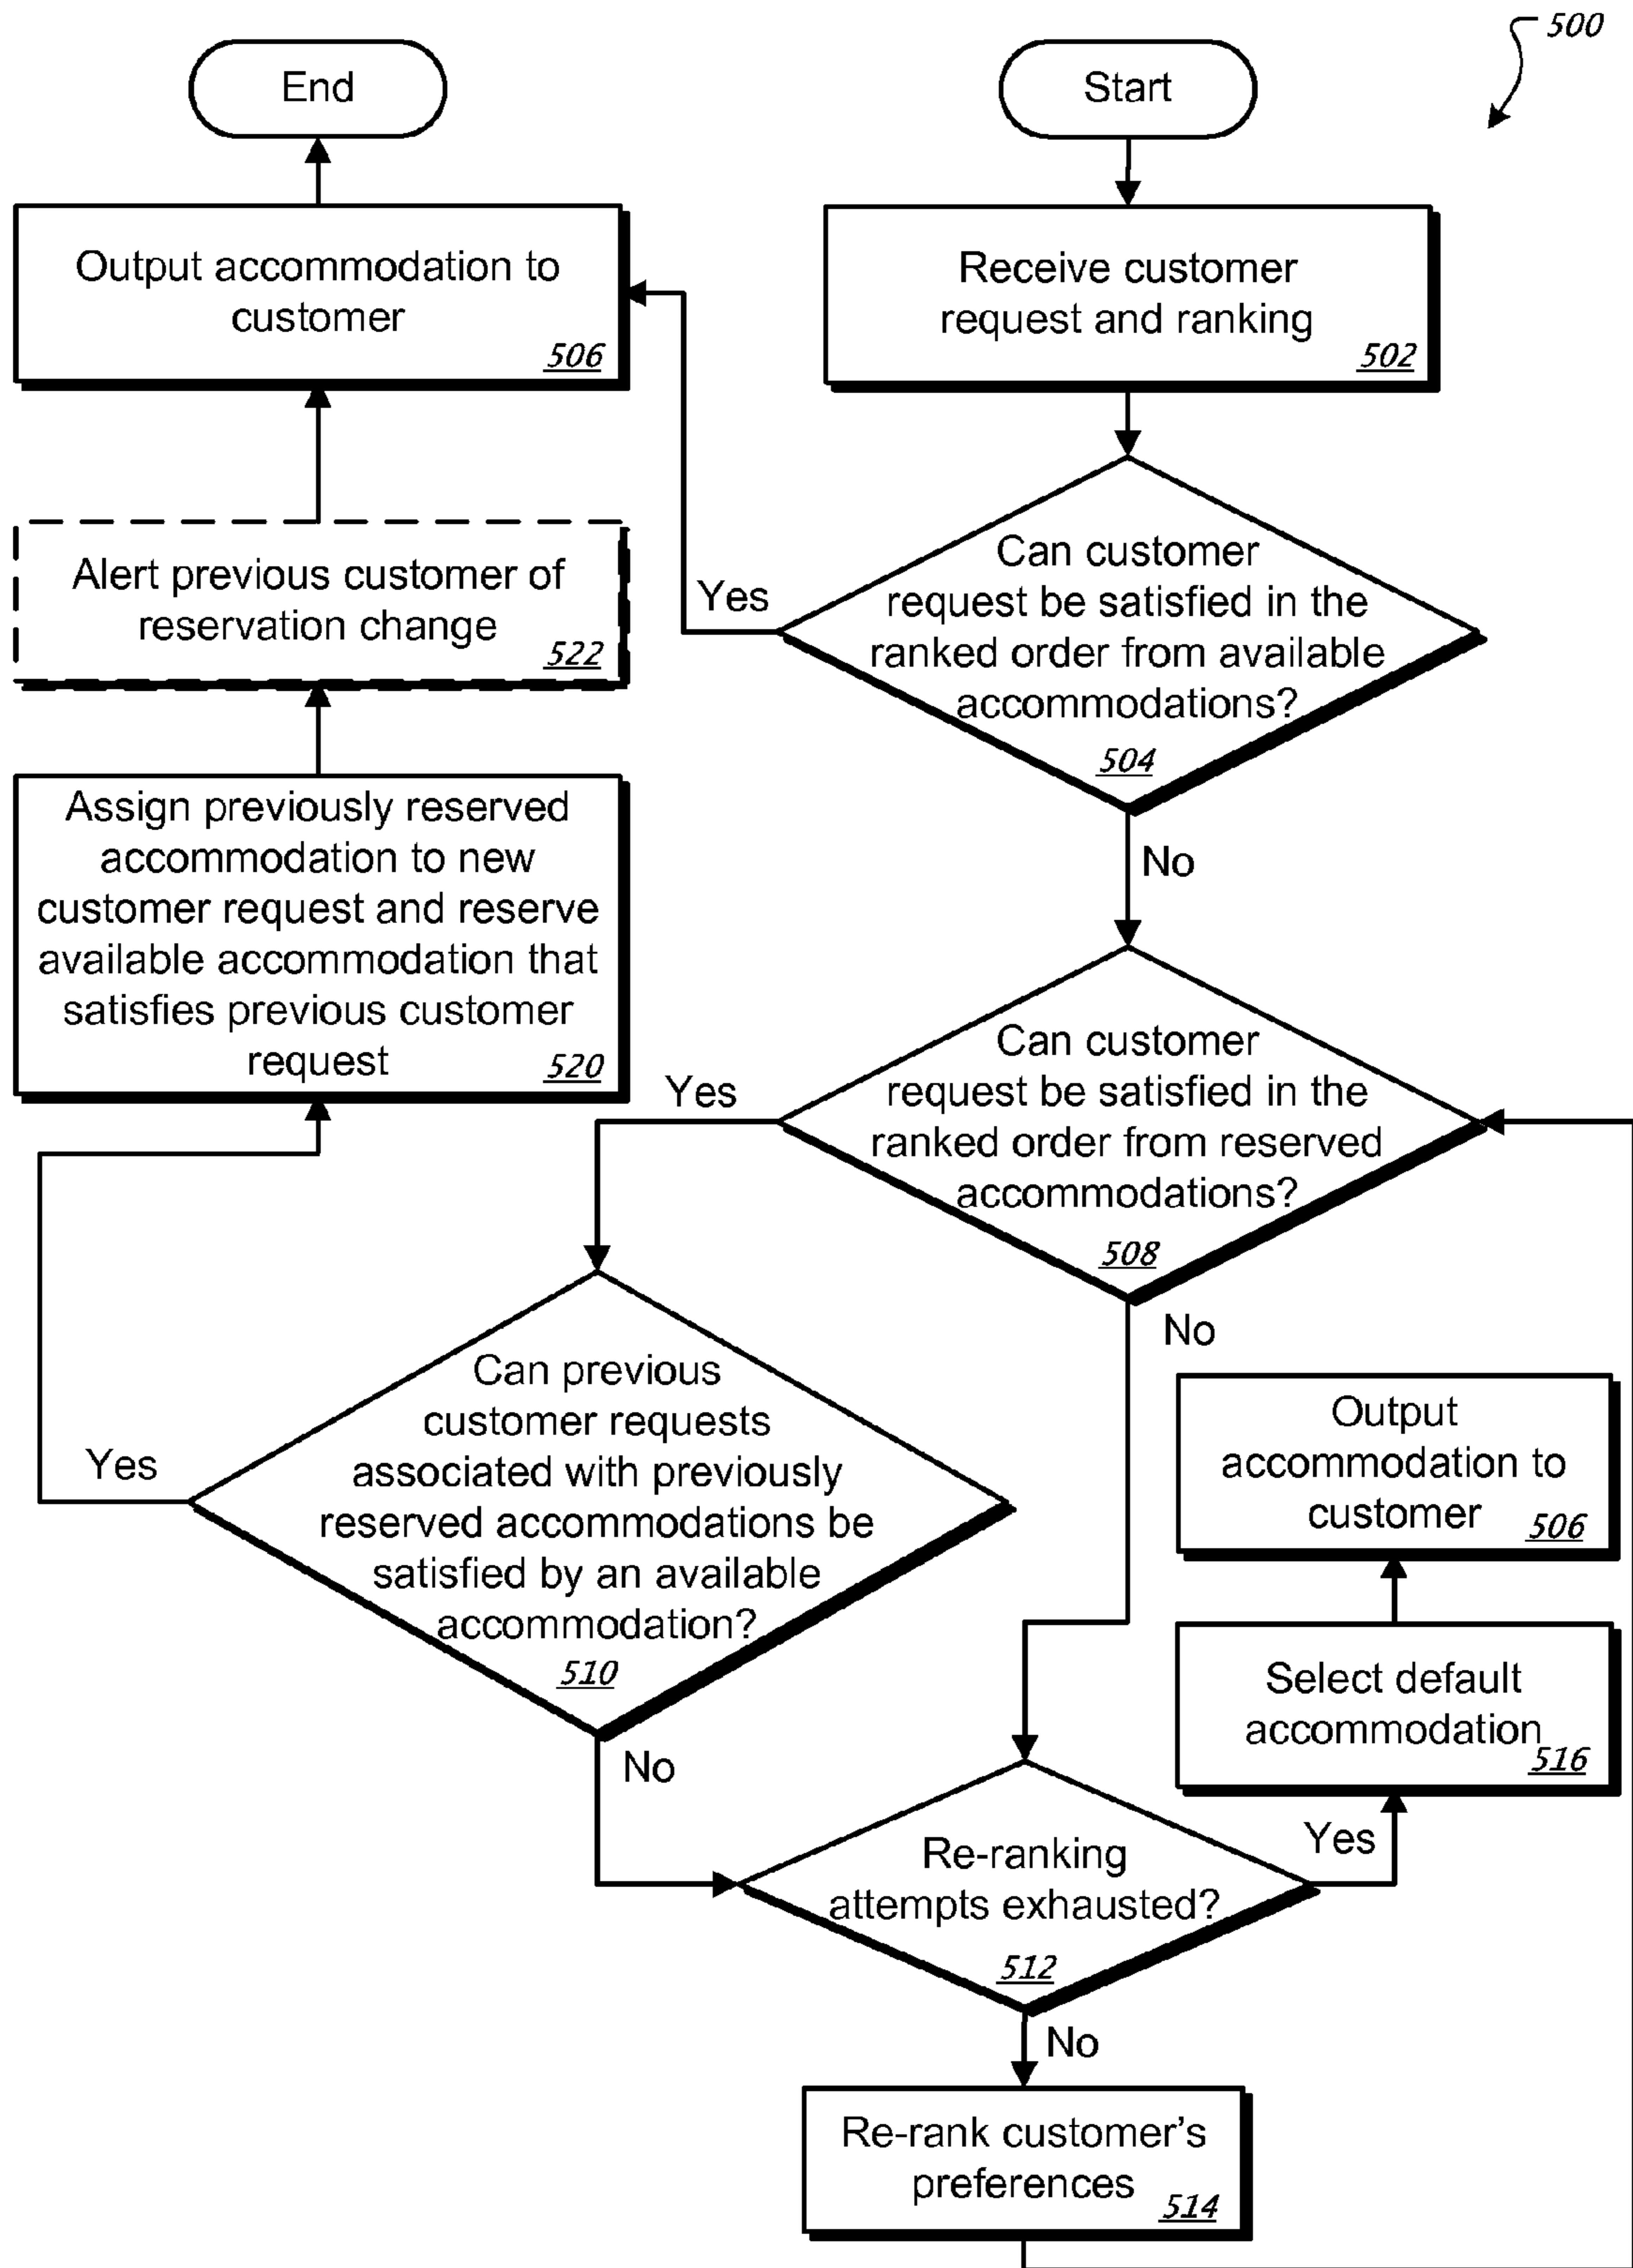 500
End
Start
Output accommodation to
customer
506
Receive customer
request and ranking
502
Can customer
request be satisfied in the
ranked order from available
accommodations?
504
Yes
No
Alert previous customer of
reservation change
522
Assign previously reserved
accommodation to new
customer request and reserve
available accommodation that
satisfies previous customer
request
520
Can customer
request be satisfied in the
ranked order from reserved
accommodations?
508
Yes
No
Can previous
customer requests
associated with previously
reserved accommodations be
satisfied by an available
accommodation?
510
Yes
No
Output
accommodation to
customer
506
Select default
accommodation
516
Re-ranking
attempts exhausted?
512
Yes
No
Re-rank customer's
preferences
514